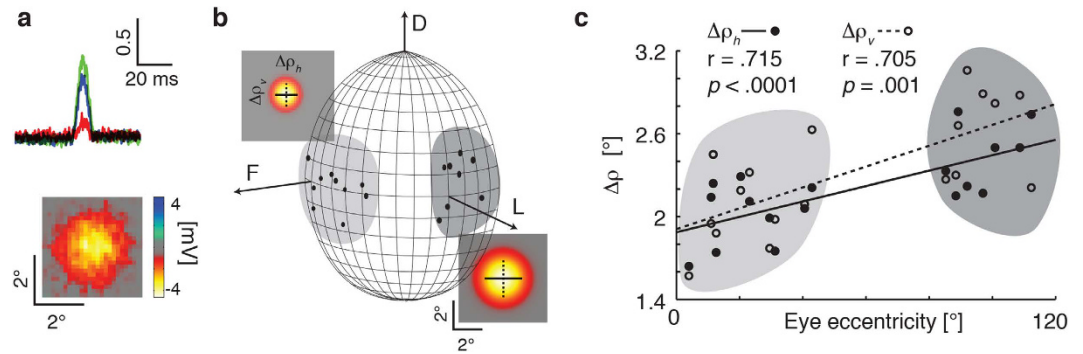 a
0.5
20 ms
4
[mV]
-4
2°
2°
b
D
Δρh
Δρv
F
L
2°
2°
c
Δρh
Δρv
r = .715
r = .705
p < .0001
p = .001
3.2
2.6
2
1.4
Δρ [°]
0
Eye eccentricity [°]
120